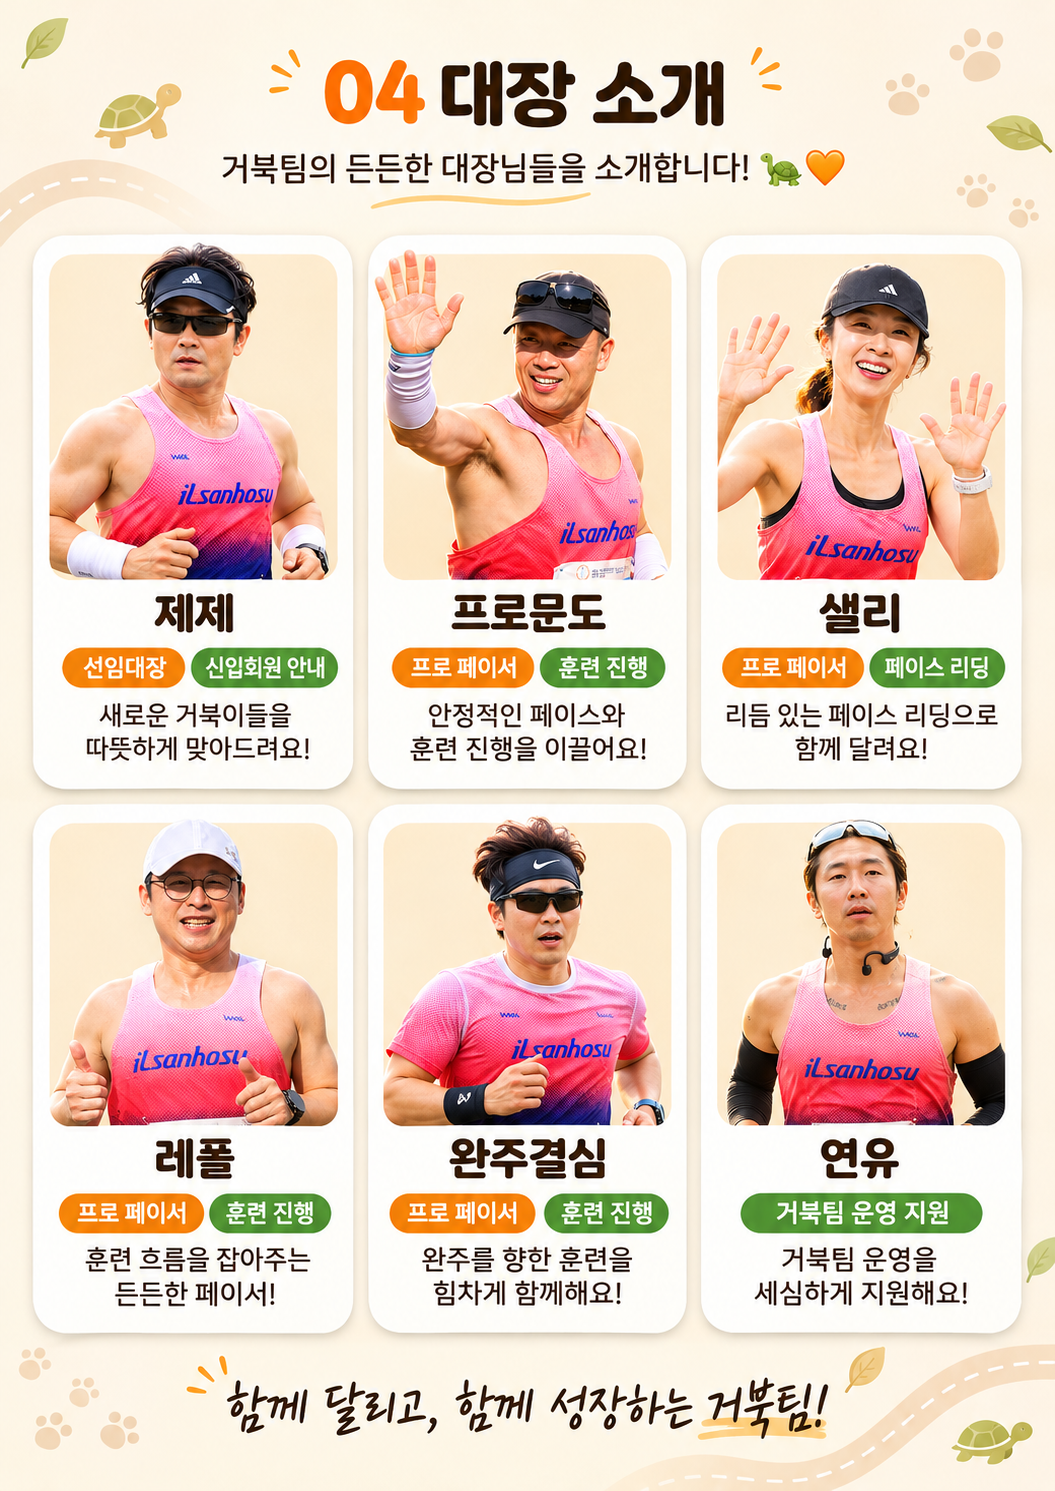 04 대장 소개
거북팀의 든든한 대장님들을 소개합니다!
iLsanhosu
iLsanhosu
iLsanhosu
제제
프로문도
샐리
선임대장 신입회원 안내
프로 페이서 훈련 진행
프로 페이서 페이스 리딩
새로운 거북이들을
따뜻하게 맞아드려요!
안정적인 페이스와
훈련 진행을 이끌어요!
리듬 있는 페이스 리딩으로
함께 달려요!
iLsanhosu
iLsanhosu
iLsanhosu
레폴
완주결심
연유
프로 페이서 훈련 진행
프로 페이서 훈련 진행
거북팀 운영 지원
훈련 흐름을 잡아주는
든든한 페이서!
완주를 향한 훈련을
힘차게 함께해요!
거북팀 운영을
세심하게 지원해요!
함께 달리고, 함께 성장하는 거북팀!